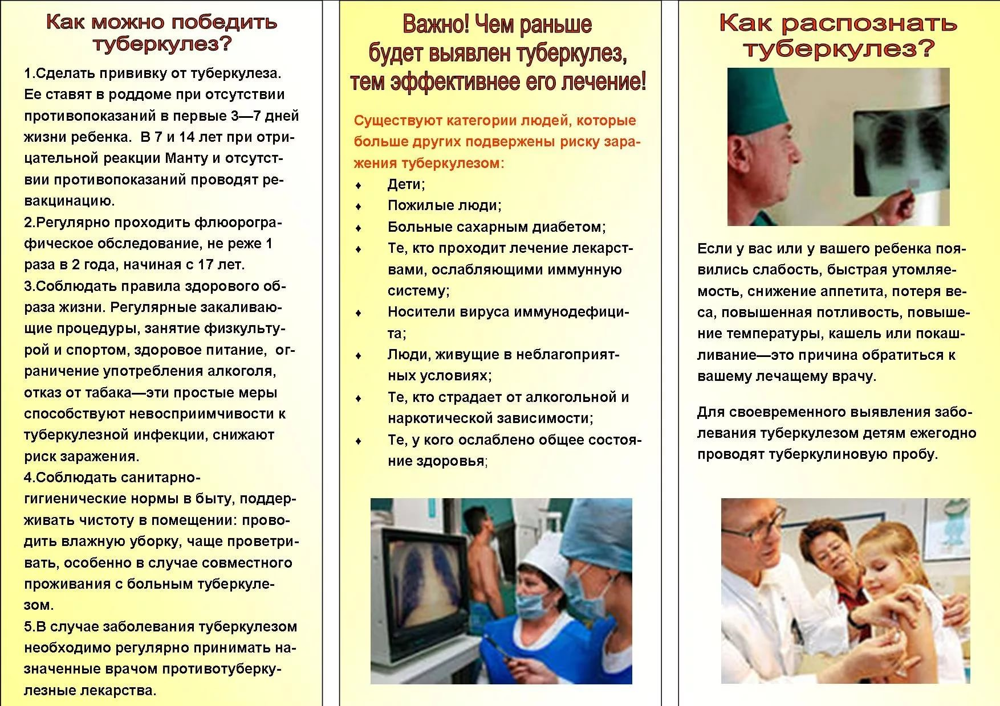 Как можно победить
туберкулез?
1.Сделать прививку от туберкулеза.
Ее ставят в роддоме при отсутствии
противопоказаний в первые 3—7 дней
жизни ребенка.  В 7 и 14 лет при отри-
цательной реакции Манту и отсутст-
вии противопоказаний проводят ре-
вакцинацию.
2.Регулярно проходить флюорогра-
фическое обследование, не реже 1
раза в 2 года, начиная с 17 лет.
3.Соблюдать правила здорового об-
раза жизни. Регулярные закаливаю-
щие процедуры, занятие физкульту-
рой и спортом, здоровое питание,  ог-
раничение употребления алкоголя,
отказ от табака—эти простые меры
способствуют невосприимчивости к
туберкулезной инфекции, снижают
риск заражения.
4.Соблюдать санитарно-
гигиенические нормы в быту, поддер-
живать чистоту в помещении: прово-
дить влажную уборку, чаще проветри-
вать, особенно в случае совместного
проживания с больным туберкуле-
зом.
5.В случае заболевания туберкулезом
необходимо регулярно принимать на-
значенные врачом противотуберку-
лезные лекарства.
Важно! Чем раньше
будет выявлен туберкулез,
тем эффективнее его лечение!
Существуют категории людей, которые
больше других подвержены риску зара-
жения туберкулезом:
♦ Дети;
♦ Пожилые люди;
♦ Больные сахарным диабетом;
♦ Те, кто проходит лечение лекарст-
вами, ослабляющими иммунную
систему;
♦ Носители вируса иммунодефици-
та;
♦ Люди, живущие в неблагоприят-
ных условиях;
♦ Те, кто страдает от алкогольной и
наркотической зависимости;
♦ Те, у кого ослаблено общее состоя-
ние здоровья;
Как распознать
туберкулез?
Если у вас или у вашего ребенка поя-
вились слабость, быстрая утомляе-
мость, снижение аппетита, потеря ве-
са, повышенная потливость, повыше-
ние температуры, кашель или покаш-
ливание—это причина обратиться к
вашему лечащему врачу.
Для своевременного выявления забо-
левания туберкулезом детям ежегодно
проводят туберкулиновую пробу.